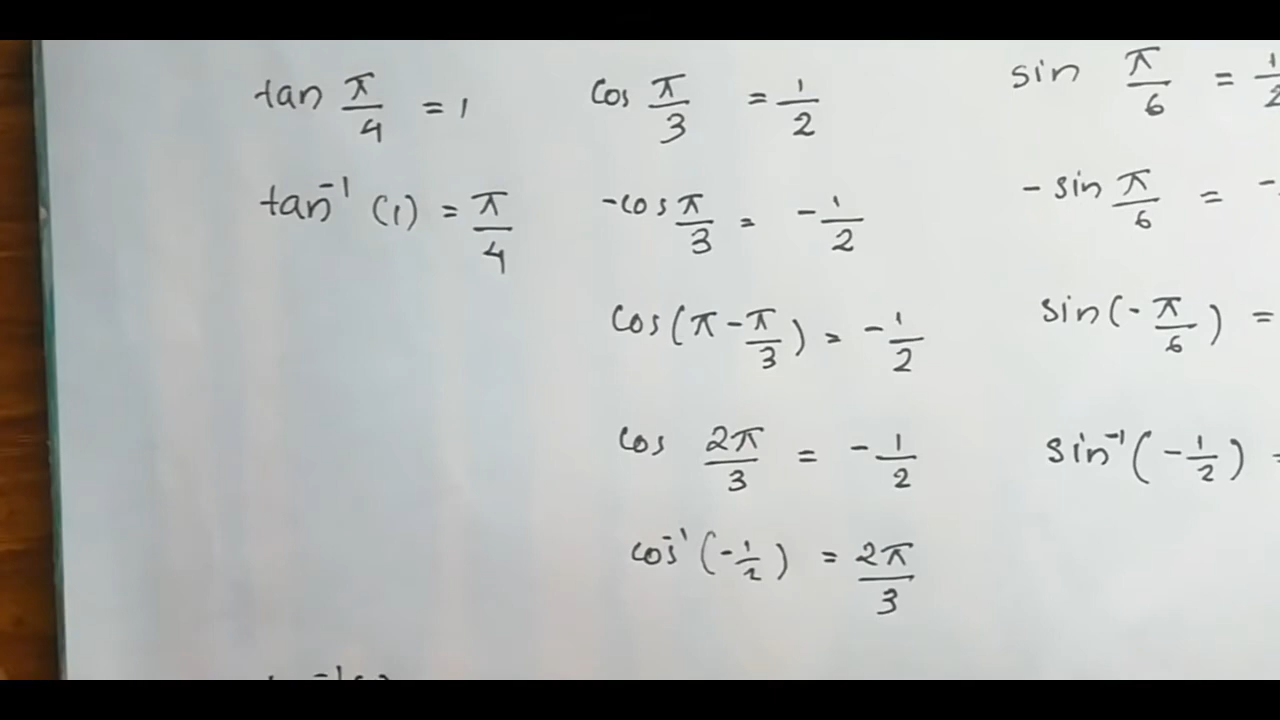 tan π/4 = 1
tan⁻¹ (1) = π/4
cos π/3 = 1/2
-cos π/3 = -1/2
cos(π - π/3) = -1/2
cos 2π/3 = -1/2
cos⁻¹(-1/2) = 2π/3
sin π/6 = 1/2
- sin π/6 = -
sin(-π/6) =
sin⁻¹(-1/2) =